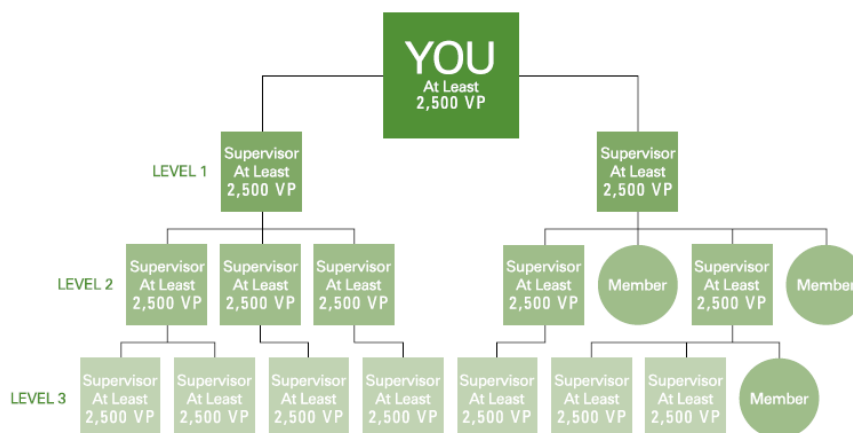 YOU
At Least
2,500 VP
LEVEL 1
Supervisor
At Least
2,500 VP
Supervisor
At Least
2,500 VP
LEVEL 2
Supervisor
At Least
2,500 VP
Supervisor
At Least
2,500 VP
Supervisor
At Least
2,500 VP
Supervisor
At Least
2,500 VP
Member
Supervisor
At Least
2,500 VP
Member
LEVEL 3
Supervisor
At Least
2,500 VP
Supervisor
At Least
2,500 VP
Supervisor
At Least
2,500 VP
Supervisor
At Least
2,500 VP
Supervisor
At Least
2,500 VP
Supervisor
At Least
2,500 VP
Supervisor
At Least
2,500 VP
Member